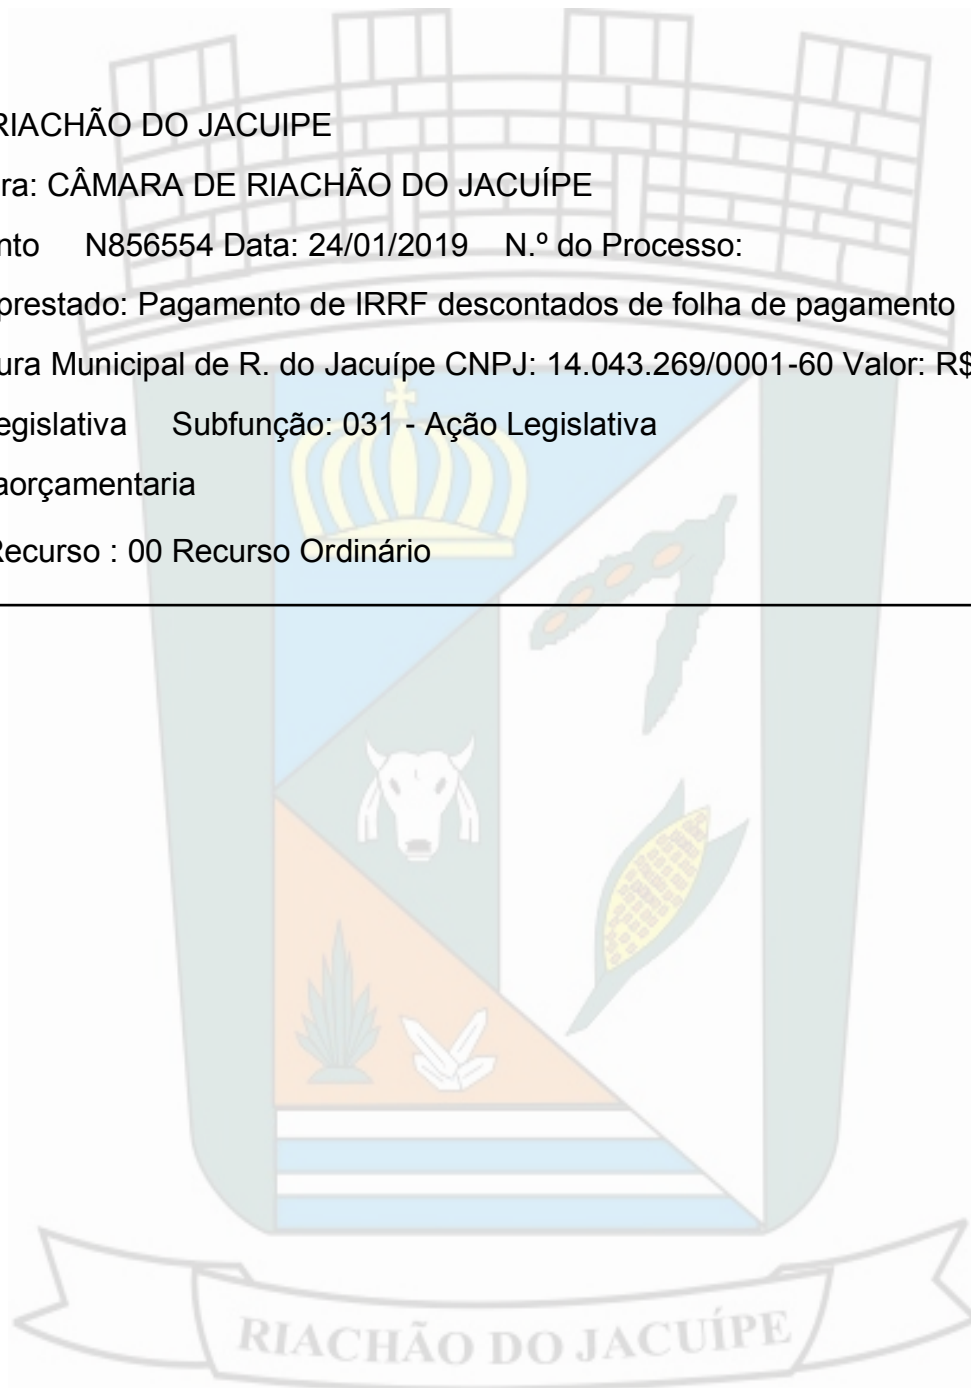 RIACHÃO DO JACUIPE
ra: CÂMARA DE RIACHÃO DO JACUÍPE
nto N856554 Data: 24/01/2019 N.º do Processo:
prestado: Pagamento de IRRF descontados de folha de pagamento
ura Municipal de R. do Jacuípe CNPJ: 14.043.269/0001-60 Valor: R$
egislativa Subfunção: 031 - Ação Legislativa
aorçamentaria
Recurso : 00 Recurso Ordinário
RIACHÃO DO JACUÍPE